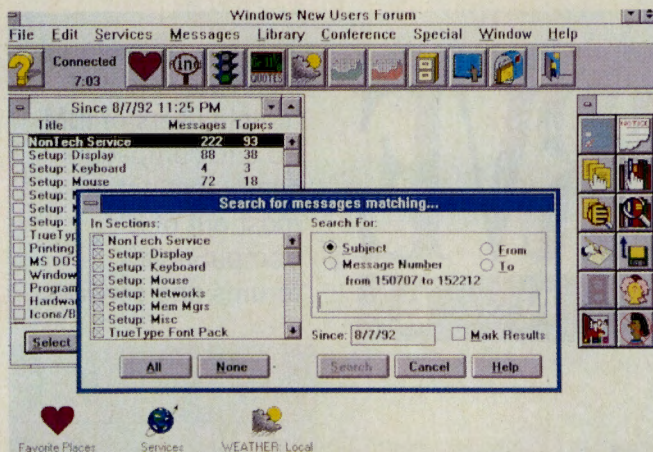 Windows New Users Forum
File Edit Services Messages Library Conference Special Window Help
Connected
7:03
QUOTES
Since 8/7/92 11:25 PM
Title Messages Topics
NonTech Service 222 93
Setup: Display 88 38
Setup: Keyboard 4 3
Setup: Mouse 72 18
Setup:
Setup:
Setup:
TrueTyp
Printing
MS DOS
Window
Program
Hardwa
Icons/B
Select
NOTICE
Search for messages matching...
In Sections:
NonTech Service
Setup: Display
Setup: Keyboard
Setup: Mouse
Setup: Networks
Setup: Mem Mgrs
Setup: Misc
TrueType Font Pack
All None
Search For:
Subject From
Message Number To
from 150707 to 152212
Since: 8/7/92 Mark Results
Search Cancel Help
Favorite Places Services WEATHER: Local